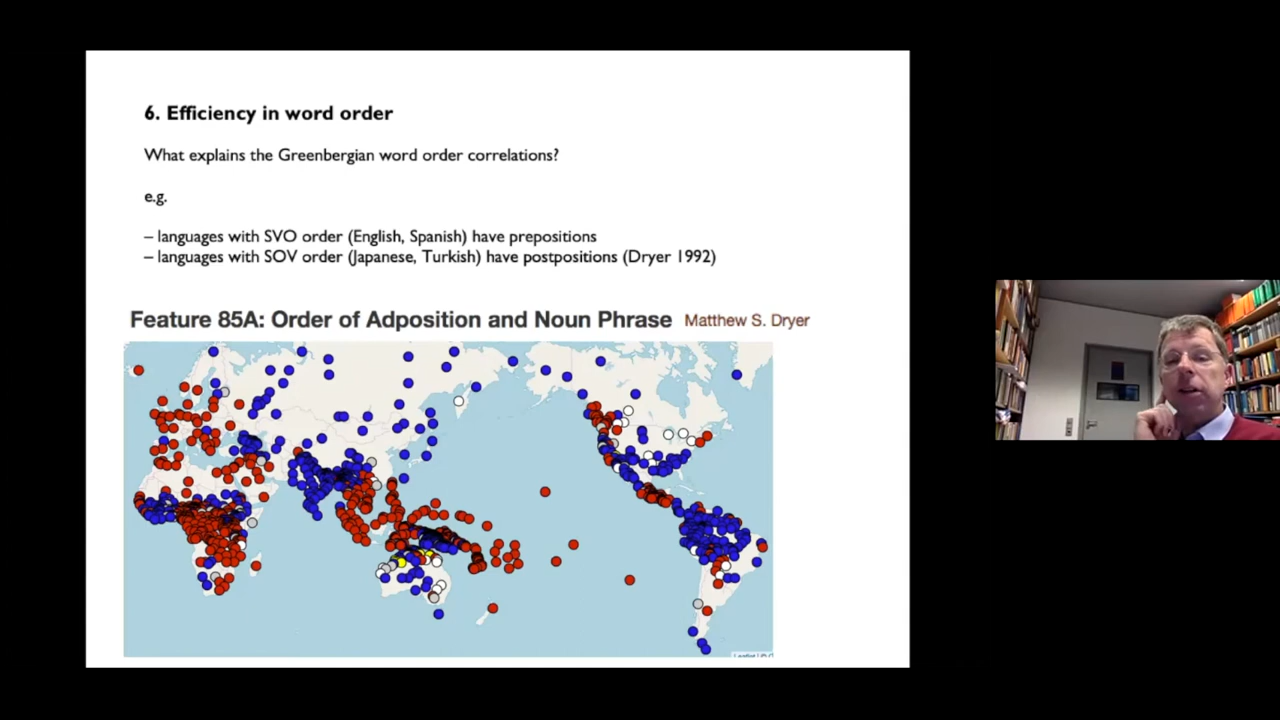 6. Efficiency in word order
What explains the Greenbergian word order correlations?
e.g.
– languages with SVO order (English, Spanish) have prepositions
– languages with SOV order (Japanese, Turkish) have postpositions (Dryer 1992)
Feature 85A: Order of Adposition and Noun Phrase Matthew S. Dryer